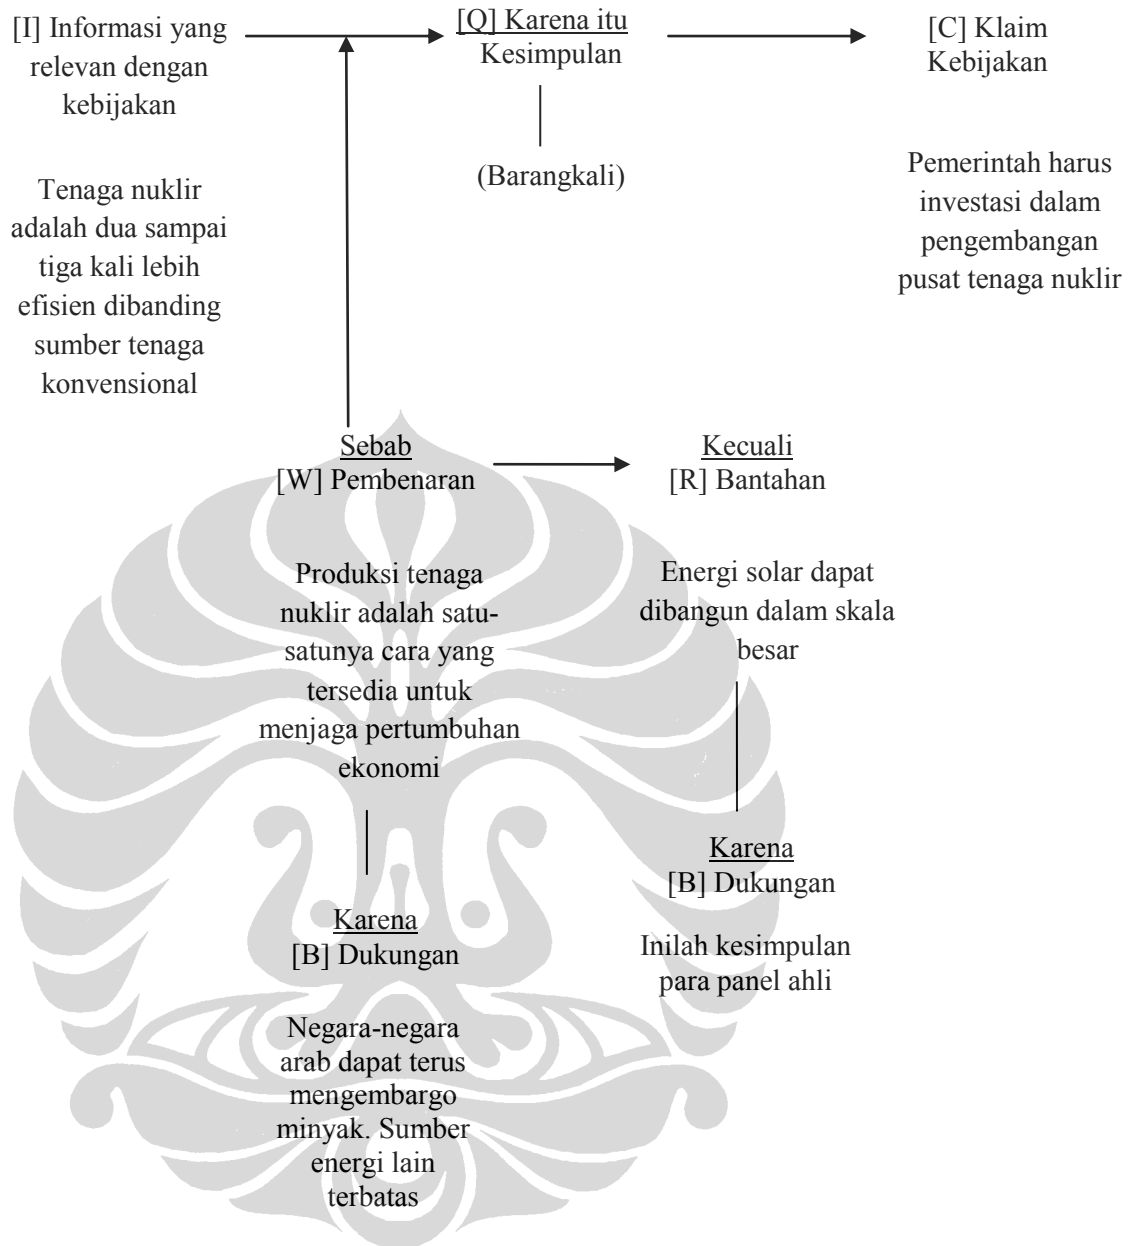 [I] Informasi yang
relevan dengan
kebijakan
[Q] Karena itu
Kesimpulan
(Barangkali)
[C] Klaim
Kebijakan
Tenaga nuklir
adalah dua sampai
tiga kali lebih
efisien dibanding
sumber tenaga
konvensional
Pemerintah harus
investasi dalam
pengembangan
pusat tenaga nuklir
Sebab
[W] Pembenaran
Kecuali
[R] Bantahan
Produksi tenaga
nuklir adalah satu-
satunya cara yang
tersedia untuk
menjaga pertumbuhan
ekonomi
Energi solar dapat
dibangun dalam skala
besar
Karena
[B] Dukungan
Negara-negara
arab dapat terus
mengembargo
minyak. Sumber
energi lain
terbatas
Karena
[B] Dukungan
Inilah kesimpulan
para panel ahli